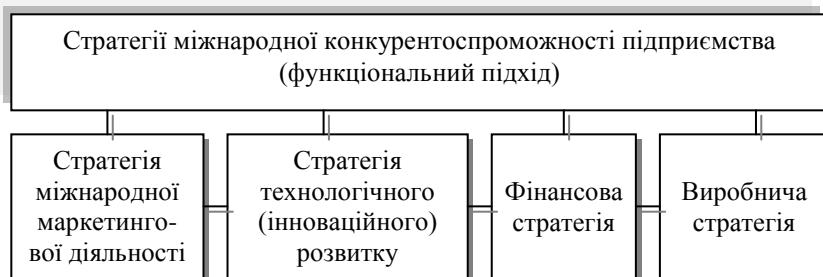 Стратегії міжнародної конкурентоспроможності підприємства
(функціональний підхід)
Стратегія
міжнародної
маркетинго-
вої діяльності
Стратегія
технологічного
(інноваційного)
розвитку
Фінансова
стратегія
Виробнича
стратегія